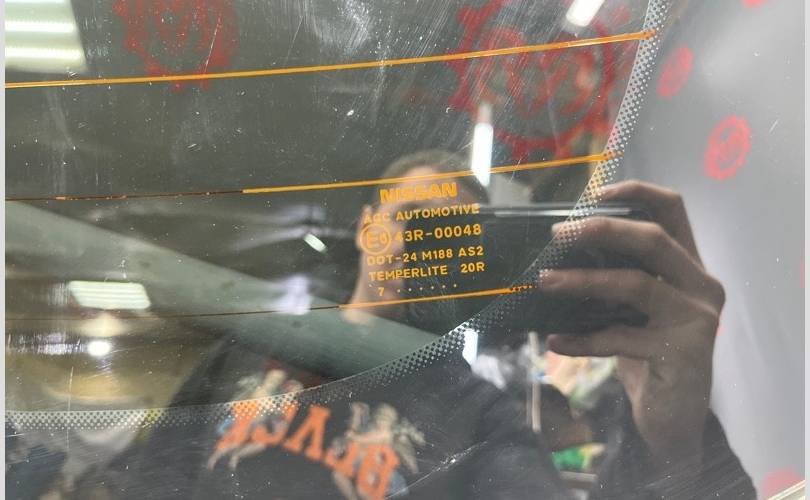 NISSAN
AGC AUTOMOTIVE
E6 43R-00048
DOT-24 M188 AS2
TEMPERLITE 20R
7 . . . . . .